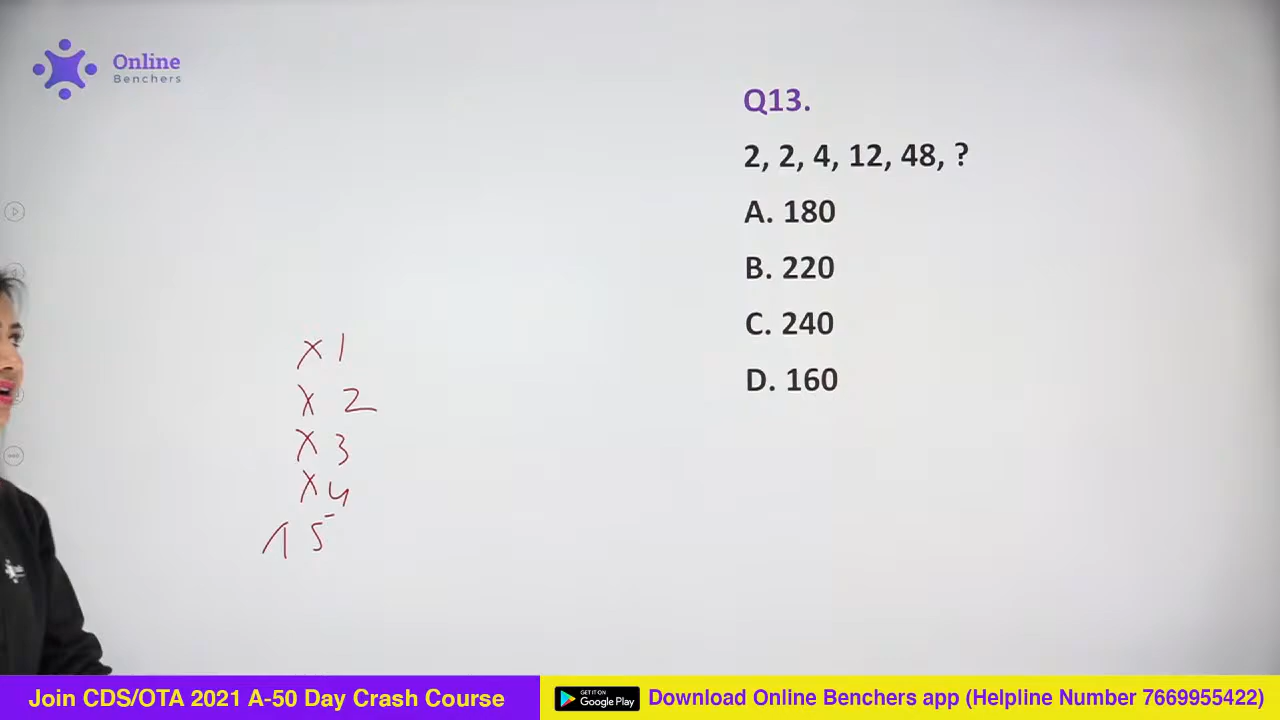 Online
Benchers
Q13.
2, 2, 4, 12, 48, ?
A. 180
B. 220
C. 240
D. 160
x 1
x 2
x 3
x 4
5
Join CDS/OTA 2021 A-50 Day Crash Course
GET IT ON
Google Play
Download Online Benchers app (Helpline Number 7669955422)